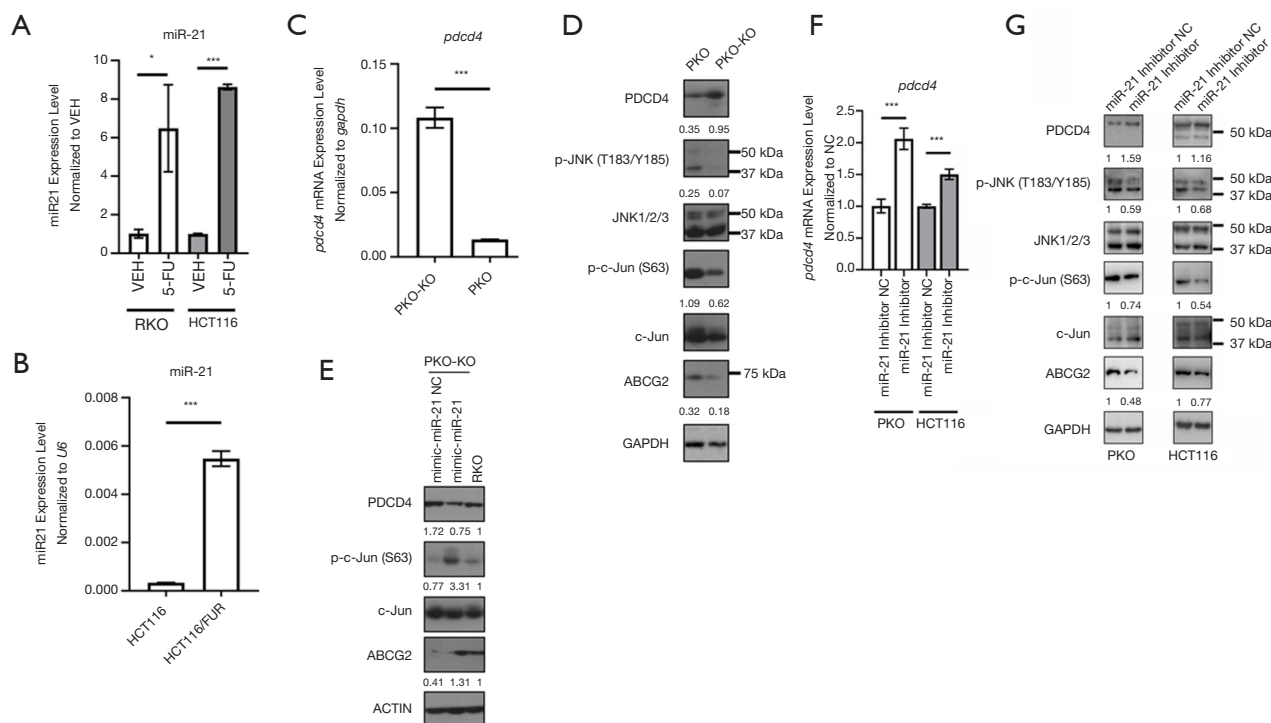 A
miR-21
miR21 Expression Level
Normalized to VEH
10
8
6
4
2
0
*
***
VEH
5-FU
VEH
5-FU
RKO
HCT116
B
miR-21
miR21 Expression Level
Normalized to U6
0.008
0.006
0.004
0.002
0.000
***
HCT116
HCT116/FUR
C
pdcd4
pdcd4 mRNA Expression Level
Normalized to gapdh
0.15
0.10
0.05
0.00
***
PKO-KO
PKO
D
PKO
PKO-KO
PDCD4
0.35 0.95
p-JNK (T183/Y185)
50 kDa
37 kDa
0.25 0.07
JNK1/2/3
50 kDa
37 kDa
p-c-Jun (S63)
1.09 0.62
c-Jun
ABCG2
75 kDa
0.32 0.18
GAPDH
E
PKO-KO
mimic-miR-21 NC
mimic-miR-21
RKO
PDCD4
1.72 0.75 1
p-c-Jun (S63)
0.77 3.31 1
c-Jun
ABCG2
0.41 1.31 1
ACTIN
F
pdcd4
pdcd4 mRNA Expression Level
Normalized to NC
2.5
2.0
1.5
1.0
0.5
0.0
***
***
miR-21 Inhibitor NC
miR-21 Inhibitor
miR-21 Inhibitor NC
miR-21 Inhibitor
PKO
HCT116
G
miR-21 Inhibitor NC
miR-21 Inhibitor
miR-21 Inhibitor NC
miR-21 Inhibitor
PDCD4
50 kDa
1 1.59 1 1.16
p-JNK (T183/Y185)
50 kDa
37 kDa
1 0.59 1 0.68
JNK1/2/3
50 kDa
37 kDa
p-c-Jun (S63)
1 0.74 1 0.54
c-Jun
50 kDa
37 kDa
ABCG2
1 0.48 1 0.77
GAPDH
PKO
HCT116